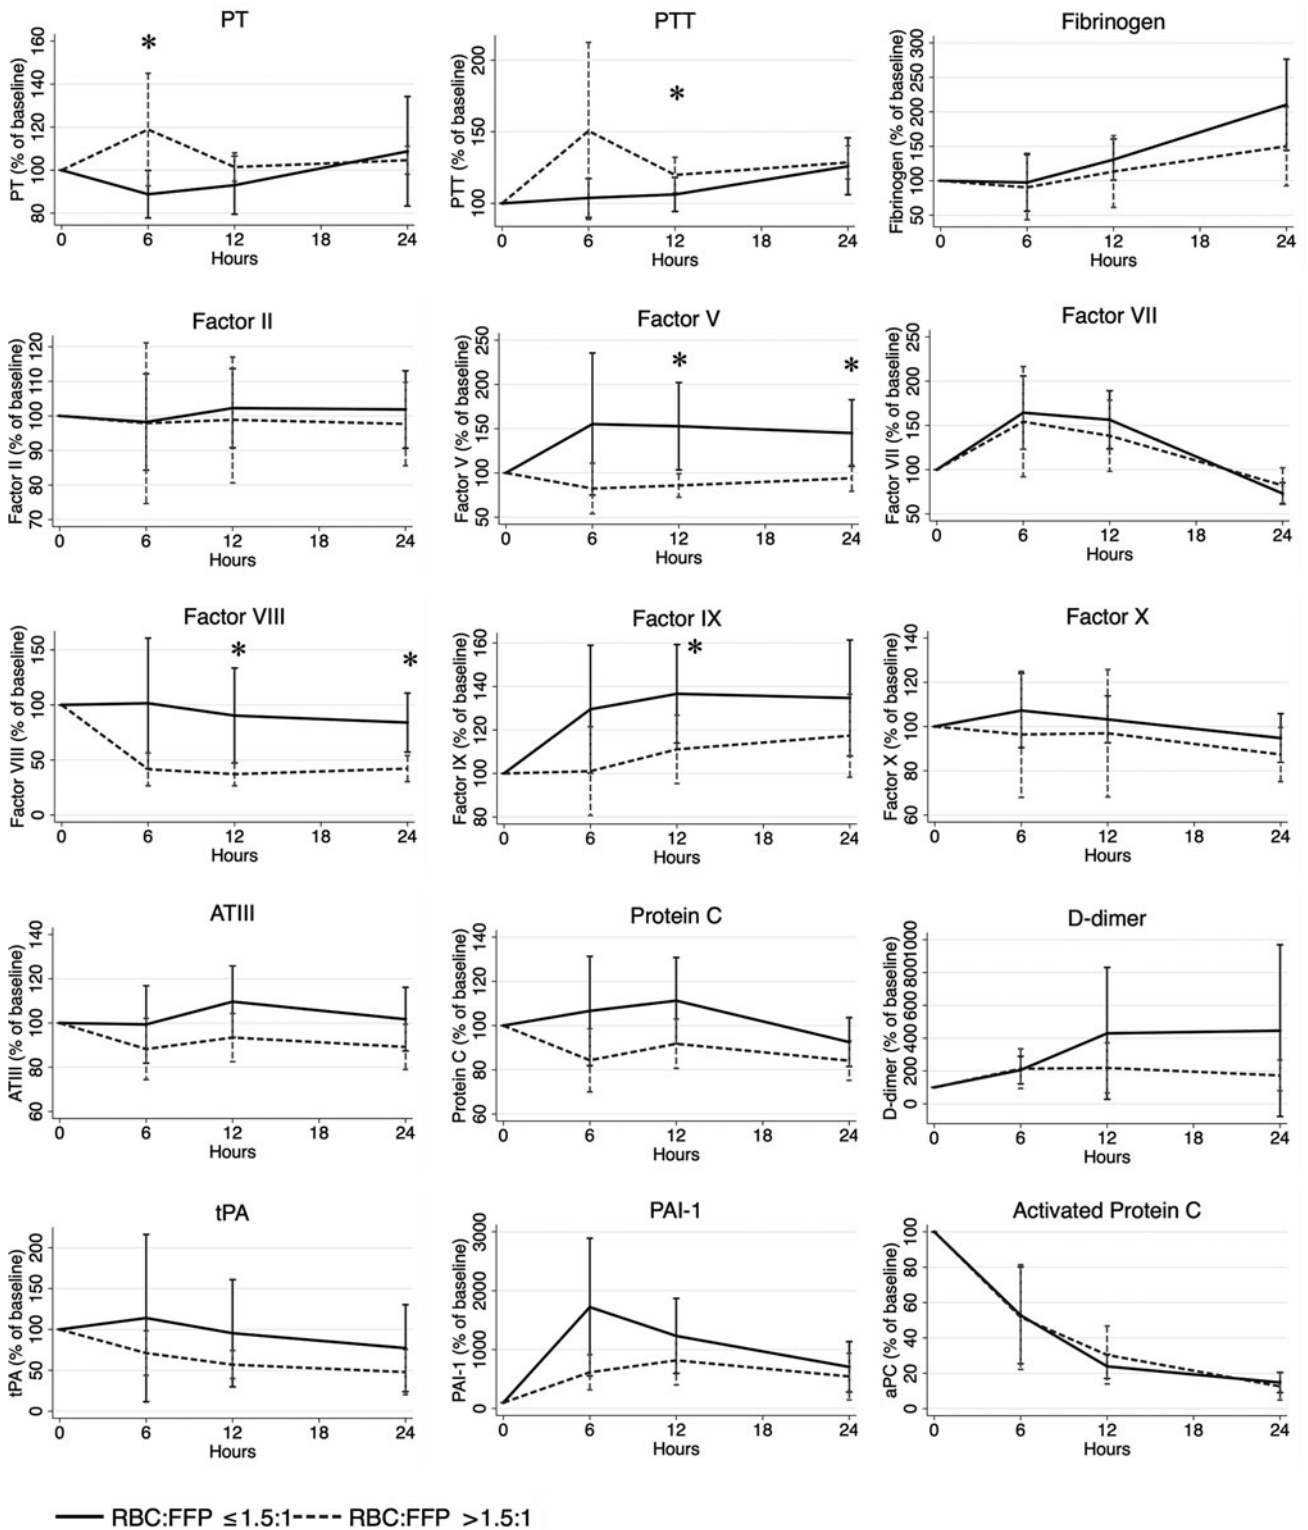 PT
PT (% of baseline)
160
140
120
100
80
*
0 6 12 18 24
Hours
PTT
PTT (% of baseline)
200
150
100
*
0 6 12 18 24
Hours
Fibrinogen
Fibrinogen (% of baseline)
300
250
200
150
100
50
0 6 12 18 24
Hours
Factor II
Factor II (% of baseline)
120
110
100
90
80
70
0 6 12 18 24
Hours
Factor V
Factor V (% of baseline)
250
200
150
100
50
* *
0 6 12 18 24
Hours
Factor VII
Factor VII (% of baseline)
250
200
150
100
50
0 6 12 18 24
Hours
Factor VIII
Factor VIII (% of baseline)
150
100
50
0
* *
0 6 12 18 24
Hours
Factor IX
Factor IX (% of baseline)
160
140
120
100
80
*
0 6 12 18 24
Hours
Factor X
Factor X (% of baseline)
140
120
100
80
60
0 6 12 18 24
Hours
ATIII
ATIII (% of baseline)
140
120
100
80
60
0 6 12 18 24
Hours
Protein C
Protein C (% of baseline)
140
120
100
80
60
0 6 12 18 24
Hours
D-dimer
D-dimer (% of baseline)
1000
800
600
400
200
0
0 6 12 18 24
Hours
tPA
tPA (% of baseline)
200
150
100
50
0
0 6 12 18 24
Hours
PAI-1
PAI-1 (% of baseline)
3000
2000
1000
0
0 6 12 18 24
Hours
Activated Protein C
aPC (% of baseline)
100
80
60
40
20
0
0 6 12 18 24
Hours
RBC:FFP ≤1.5:1 RBC:FFP >1.5:1